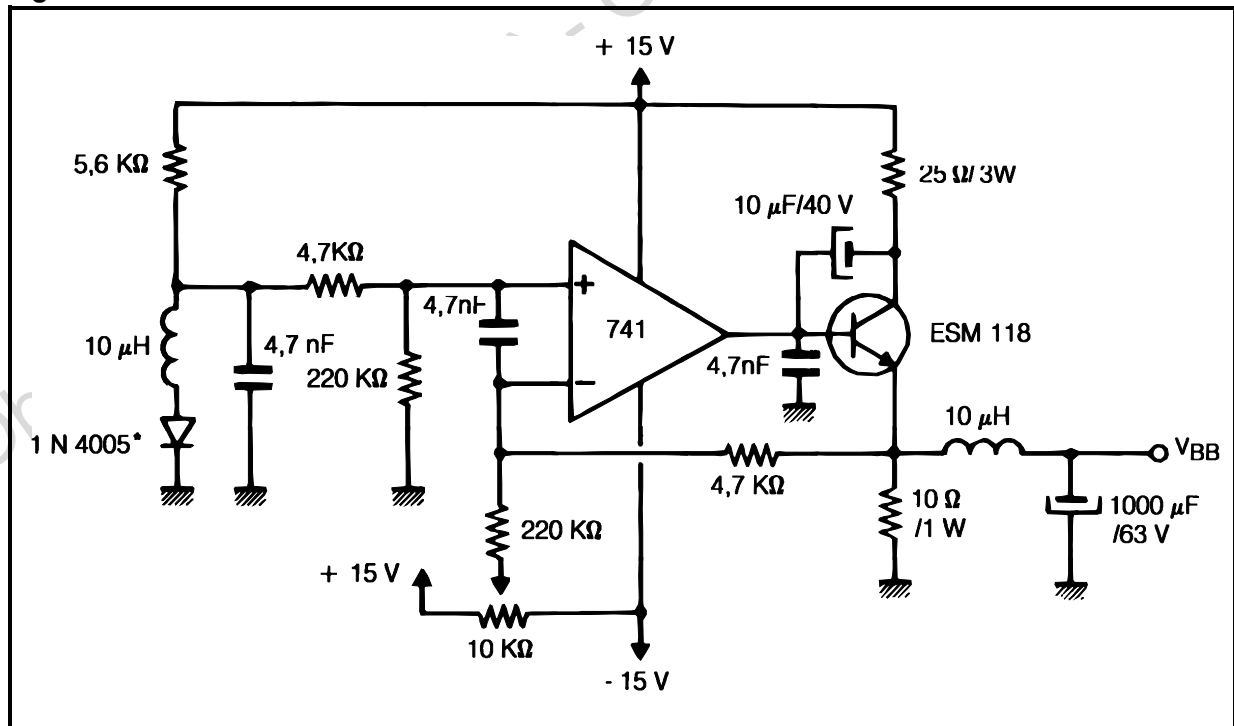 + 15 V
5,6 KΩ
25 Ω/ 3W
10 μF/40 V
4,7KΩ
4,7nF
+
741
ESM 118
10 μH
4,7 nF
220 KΩ
4,7nF
−
10 μH
1 N 4005*
VBB
4,7 KΩ
10 Ω
/1 W
1000 μF
/63 V
220 KΩ
+ 15 V
10 KΩ
- 15 V